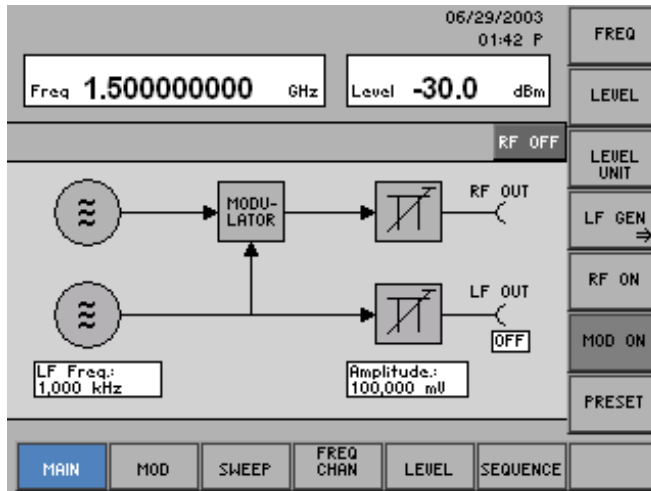 06/29/2003
01:42 P
Freq 1.500000000 GHz
Level -30.0 dBm
RF OFF
MODU-
LATOR
RF OUT
LF OUT
OFF
LF Freq.:
1,000 kHz
Amplitude.:
100,000 mV
FREQ
LEVEL
LEVEL
UNIT
LF GEN
⇒
RF ON
MOD ON
PRESET
MAIN
MOD
SWEEP
FREQ
CHAN
LEVEL
SEQUENCE